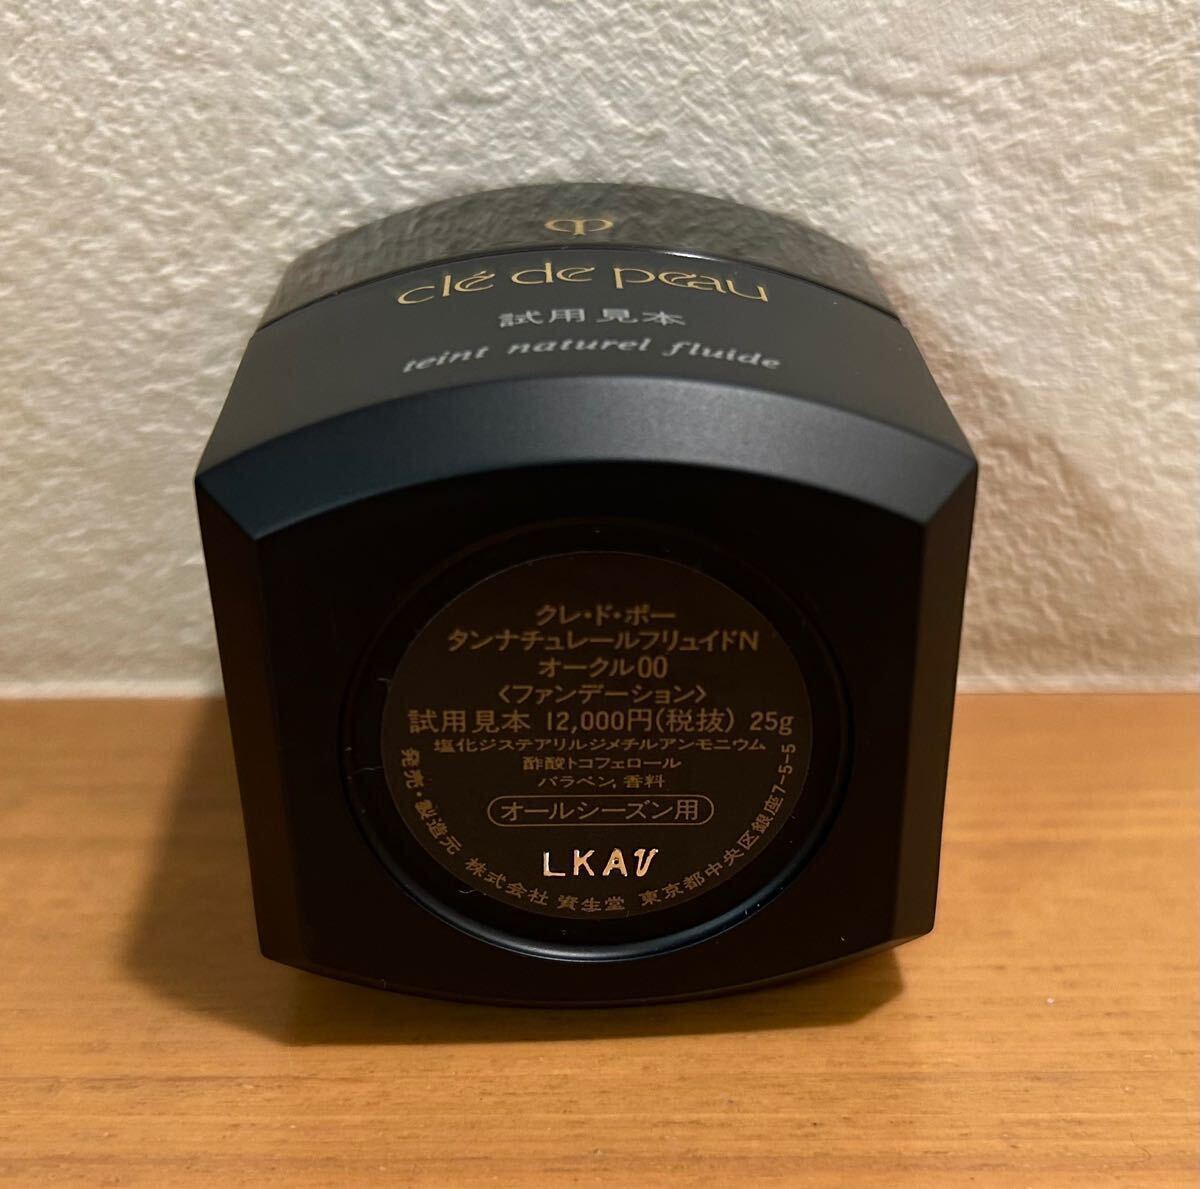 clé de peau
試用見本
teint naturel fluide
クレ・ド・ポー
タンナチュレールフリュイドN
オークル00
〈ファンデーション〉
試用見本 12,000円(税抜) 25g
塩化ジステアリルジメチルアンモニウム
酢酸トコフェロール
パラベン, 香料
オールシーズン用
LKAV
発売・製造元 株式会社 資生堂 東京都中央区銀座7-5-5